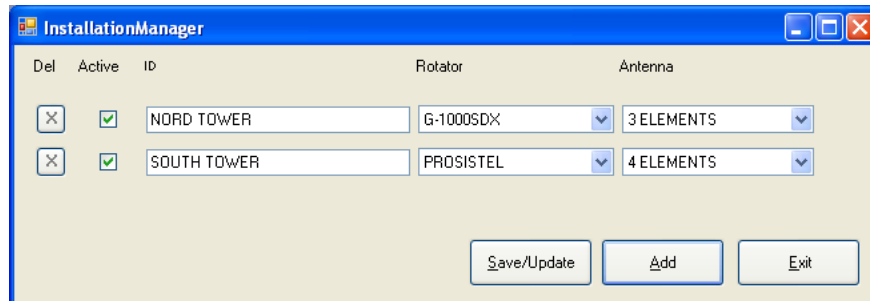 InstallationManager
Del Active ID Rotator Antenna
NORD TOWER G-1000SDX 3 ELEMENTS
SOUTH TOWER PROSISTEL 4 ELEMENTS
Save/Update Add Exit